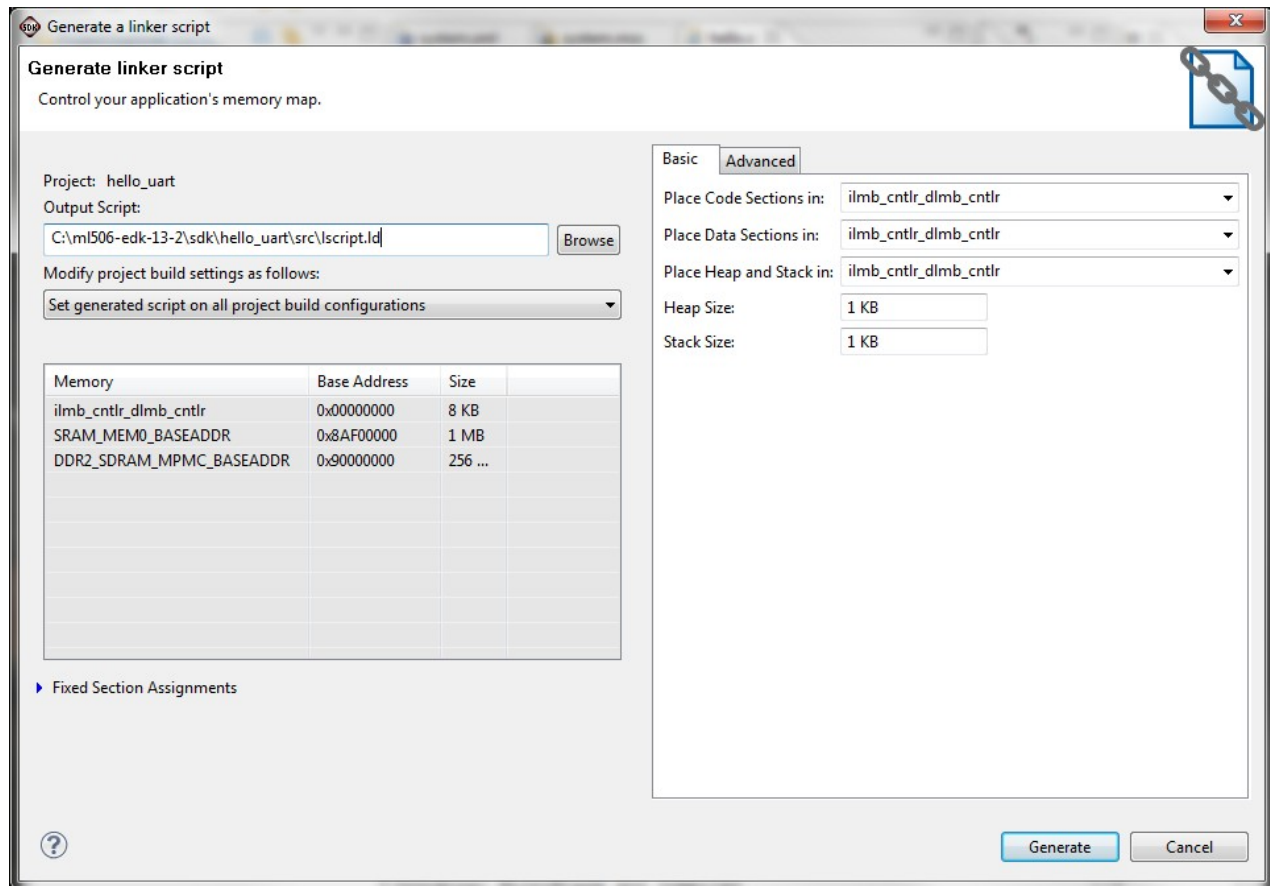 Generate a linker script
Generate linker script
Control your application's memory map.
Project: hello_uart
Output Script:
C:\ml506-edk-13-2\sdk\hello_uart\src\lscript.ld
Browse
Modify project build settings as follows:
Set generated script on all project build configurations
Memory Base Address Size
ilmb_cntlr_dlmb_cntlr 0x00000000 8 KB
SRAM_MEM0_BASEADDR 0x8AF00000 1 MB
DDR2_SDRAM_MPMC_BASEADDR 0x90000000 256 ...
Fixed Section Assignments
Basic Advanced
Place Code Sections in: ilmb_cntlr_dlmb_cntlr
Place Data Sections in: ilmb_cntlr_dlmb_cntlr
Place Heap and Stack in: ilmb_cntlr_dlmb_cntlr
Heap Size: 1 KB
Stack Size: 1 KB
Generate Cancel